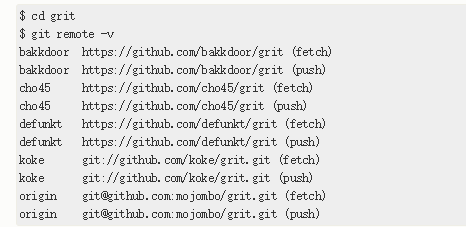 $ cd grit
$ git remote -v
bakkdoor  https://github.com/bakkdoor/grit (fetch)
bakkdoor  https://github.com/bakkdoor/grit (push)
cho45     https://github.com/cho45/grit (fetch)
cho45     https://github.com/cho45/grit (push)
defunkt   https://github.com/defunkt/grit (fetch)
defunkt   https://github.com/defunkt/grit (push)
koke      git://github.com/koke/grit.git (fetch)
koke      git://github.com/koke/grit.git (push)
origin    git@github.com:mojombo/grit.git (fetch)
origin    git@github.com:mojombo/grit.git (push)